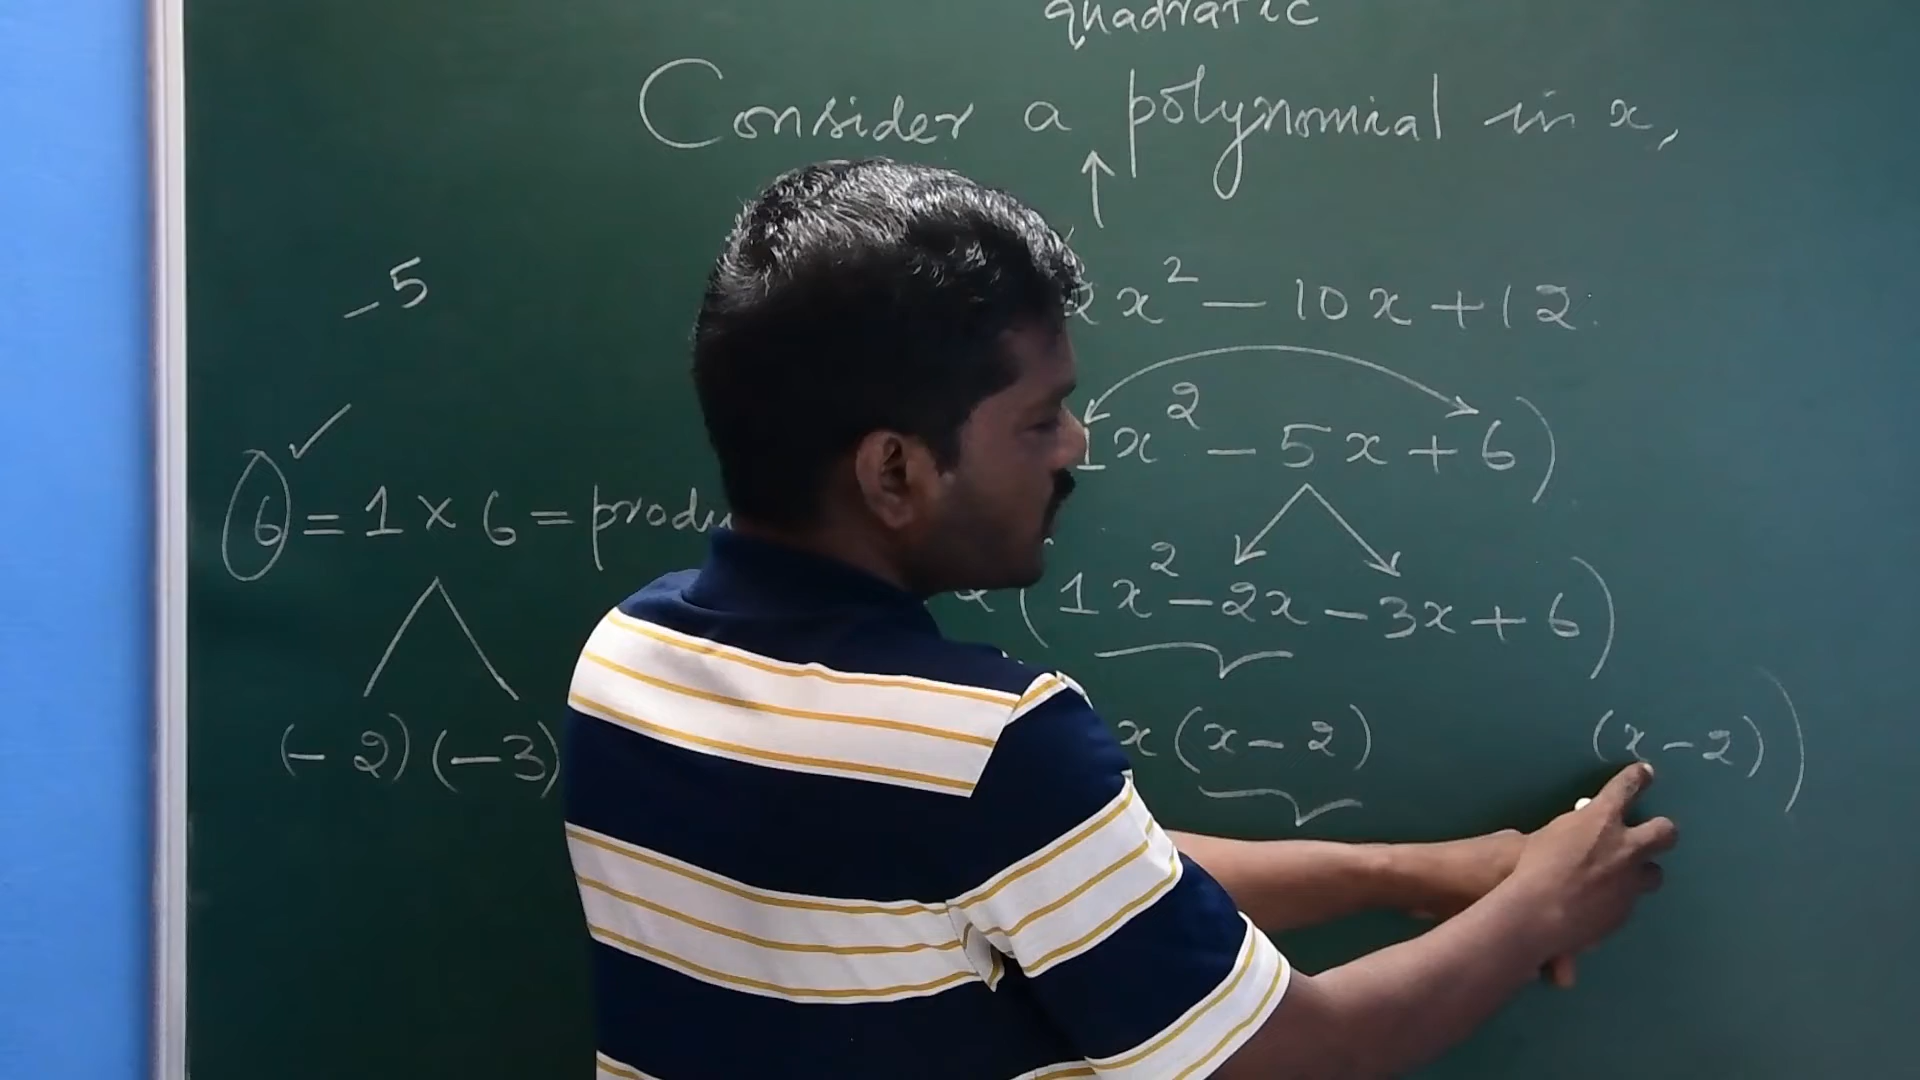 quadratic
Consider a polynomial in x,
↑
2x² - 10x + 12
- 5
1x² - 5x + 6)
6 ✓ = 1 × 6 =
(1x² - 2x - 3x + 6)
(- 2) (- 3)
x (x - 2) (x - 2))